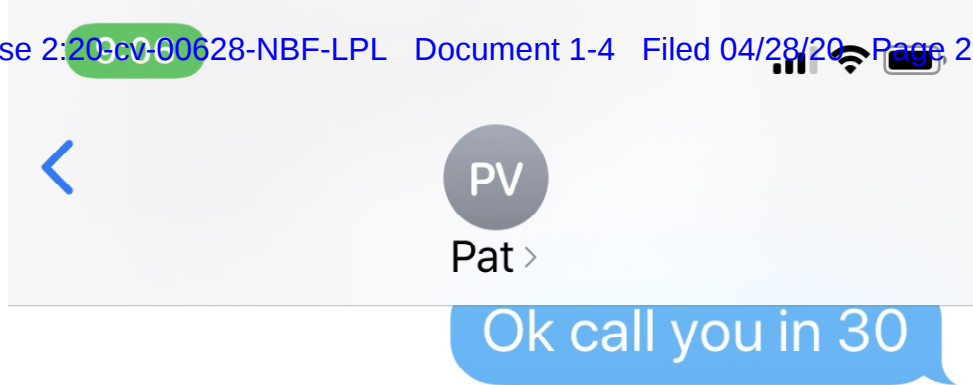 se 2:20-cv-00628-NBF-LPL Document 1-4 Filed 04/28/20 Page 2
PV
Pat
Ok call you in 30